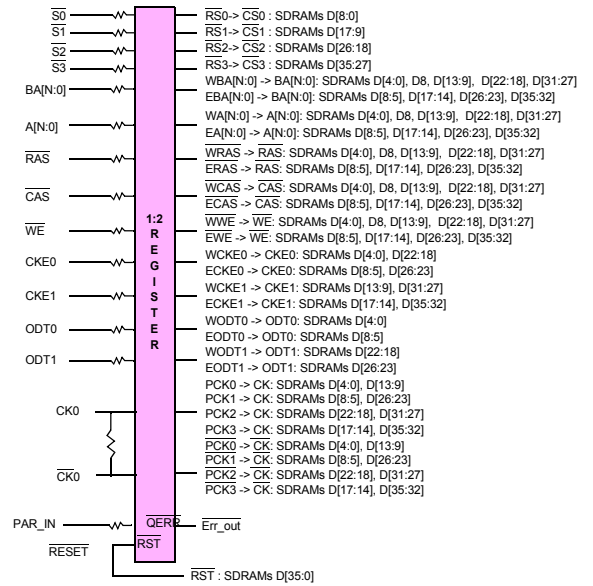 S0
RS0-> CS0 : SDRAMs D[8:0]
S1
RS1-> CS1 : SDRAMs D[17:9]
S2
RS2-> CS2 : SDRAMs D[26:18]
S3
RS3-> CS3 : SDRAMs D[35:27]
BA[N:0]
WBA[N:0] -> BA[N:0]: SDRAMs D[4:0], D8, D[13:9], D[22:18], D[31:27]
EBA[N:0] -> BA[N:0]: SDRAMs D[8:5], D[17:14], D[26:23], D[35:32]
A[N:0]
WA[N:0] -> A[N:0]: SDRAMs D[4:0], D8, D[13:9], D[22:18], D[31:27]
EA[N:0] -> A[N:0]: SDRAMs D[8:5], D[17:14], D[26:23], D[35:32]
RAS
WRAS -> RAS: SDRAMs D[4:0], D8, D[13:9], D[22:18], D[31:27]
ERAS -> RAS: SDRAMs D[8:5], D[17:14], D[26:23], D[35:32]
CAS
WCAS -> CAS: SDRAMs D[4:0], D8, D[13:9], D[22:18], D[31:27]
ECAS -> CAS: SDRAMs D[8:5], D[17:14], D[26:23], D[35:32]
WE
WWE -> WE: SDRAMs D[4:0], D8, D[13:9], D[22:18], D[31:27]
EWE -> WE: SDRAMs D[8:5], D[17:14], D[26:23], D[35:32]
CKE0
WCKE0 -> CKE0: SDRAMs D[4:0], D[22:18]
ECKE0 -> CKE0: SDRAMs D[8:5], D[26:23]
CKE1
WCKE1 -> CKE1: SDRAMs D[13:9], D[31:27]
ECKE1 -> CKE1: SDRAMs D[17:14], D[35:32]
ODT0
WODT0 -> ODT0: SDRAMs D[4:0]
EODT0 -> ODT0: SDRAMs D[8:5]
ODT1
WODT1 -> ODT1: SDRAMs D[22:18]
EODT1 -> ODT1: SDRAMs D[26:23]
1:2
R
E
G
I
S
T
E
R
CK0
PCK0 -> CK: SDRAMs D[4:0], D[13:9]
PCK1 -> CK: SDRAMs D[8:5], D[26:23]
PCK2 -> CK: SDRAMs D[22:18], D[31:27]
PCK3 -> CK: SDRAMs D[17:14], D[35:32]
CK0
PCK0 -> CK: SDRAMs D[4:0], D[13:9]
PCK1 -> CK: SDRAMs D[8:5], D[26:23]
PCK2 -> CK: SDRAMs D[22:18], D[31:27]
PCK3 -> CK: SDRAMs D[17:14], D[35:32]
PAR_IN
QERR
Err_out
RESET
RST
RST : SDRAMs D[35:0]